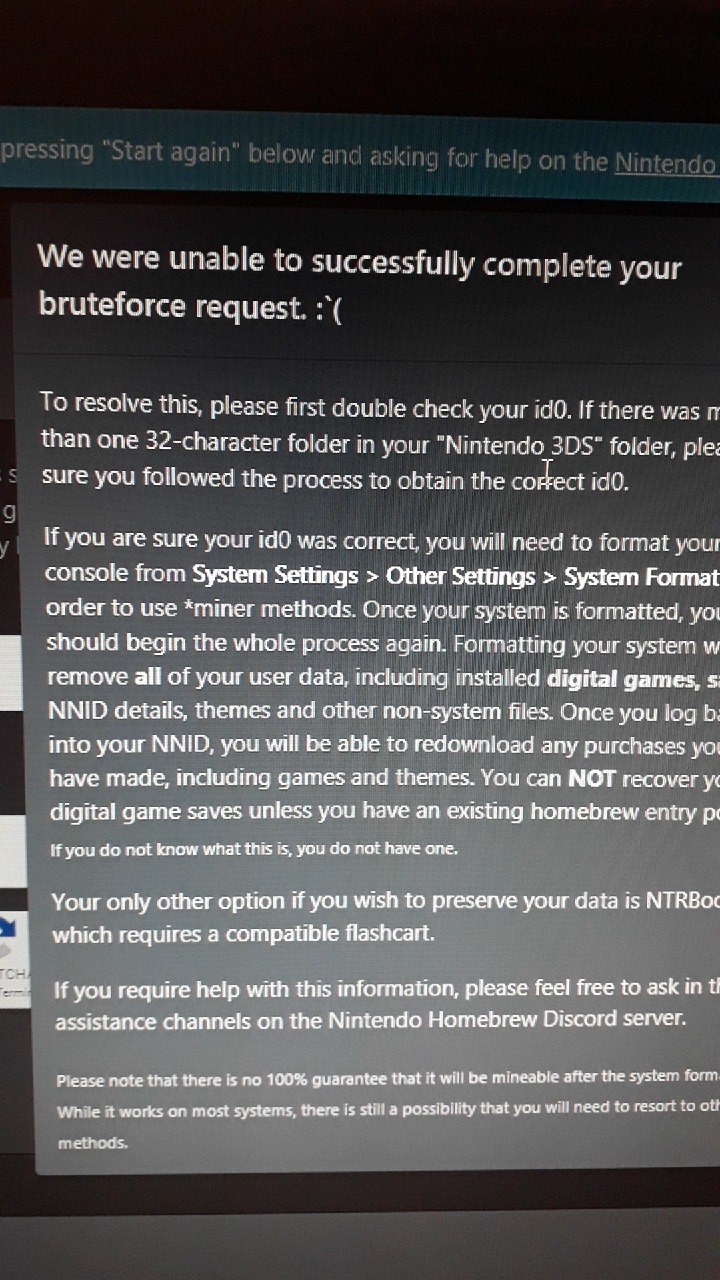 pressing "Start again" below and asking for help on the Nintendo
We were unable to successfully complete your
bruteforce request. :`(
To resolve this, please first double check your id0. If there was
than one 32-character folder in your "Nintendo 3DS" folder,
sure you followed the process to obtain the correct id0.
If you are sure your id0 was correct, you will need to format your
console from System Settings > Other Settings > System Format
order to use *miner methods. Once your system is formatted, you
should begin the whole process again. Formatting your system
remove all of your user data, including installed digital games,
NNID details, themes and other non-system files. Once you log
into your NNID, you will be able to redownload any purchases you
have made, including games and themes. You can NOT recover
digital game saves unless you have an existing homebrew entry
If you do not know what this is, you do not have one.
Your only other option if you wish to preserve your data is NTRBoo
which requires a compatible flashcart.
If you require help with this information, please feel free to ask in
assistance channels on the Nintendo Homebrew Discord server.
Please note that there is no 100% guarantee that it will be mineable after the system form
While it works on most systems, there is still a possibility that you will need to resort to
methods.